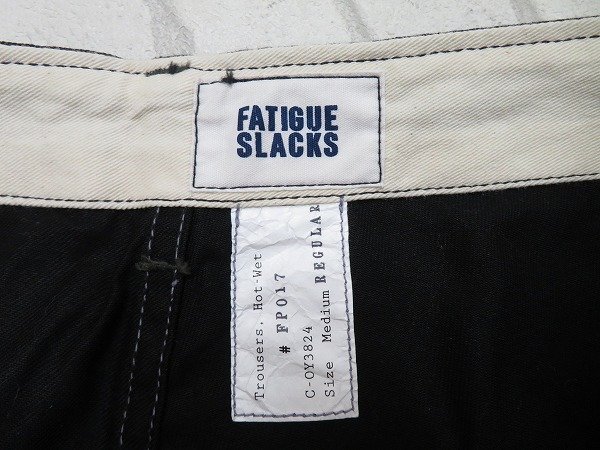 FATIGUE
SLACKS
Trousers, Hot-Wet
# FP017
C-OY3824
Size Medium REGULAR